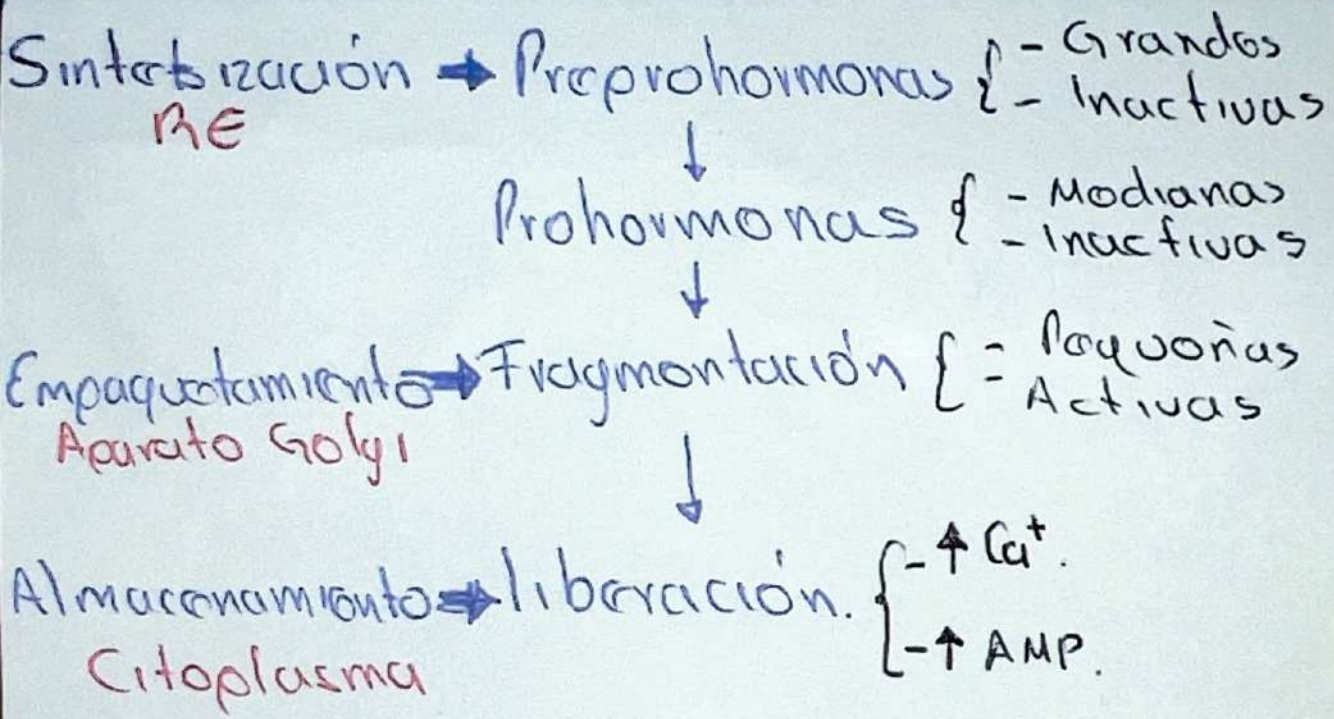 Sintetización → Preprohormonas { - Grandes
- Inactivas
RE
↓
Prohormonas { - Medianas
- Inactivas
↓
Empaquetamiento → Fragmentación { = Pequeñas
Activas
Aparato Golgi
↓
Almacenamiento → liberación. { - ↑ Ca⁺.
- ↑ AMP.
Citoplasma